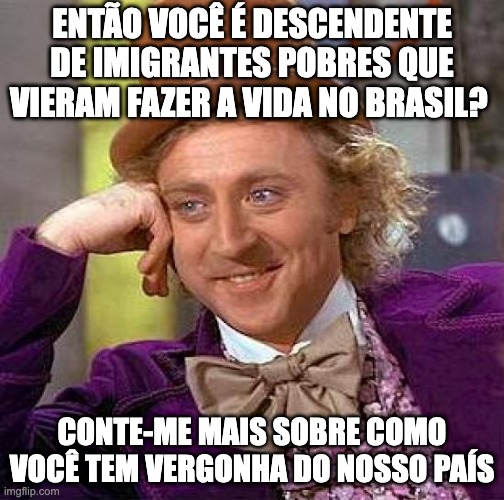 ENTÃO VOCÊ É DESCENDENTE
DE IMIGRANTES POBRES QUE
VIERAM FAZER A VIDA NO BRASIL?
CONTE-ME MAIS SOBRE COMO
VOCÊ TEM VERGONHA DO NOSSO PAÍS
imgflip.com